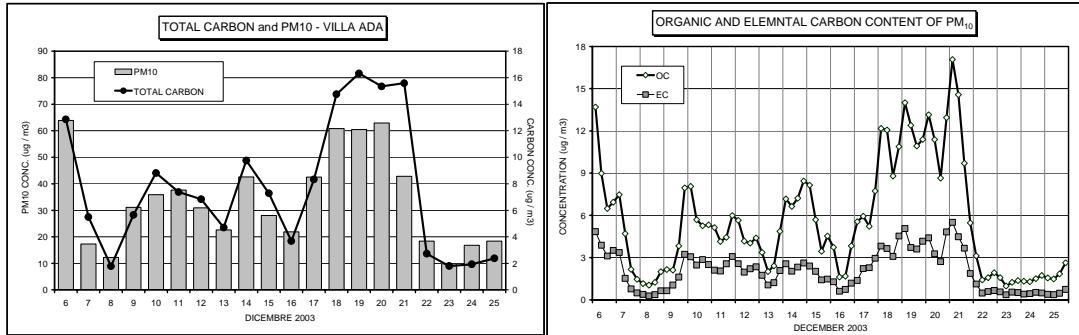 TOTAL CARBON and PM10 - VILLA ADA
90
80
70
60
50
40
30
20
10
0
PM10 CONC. (ug / m3)
PM10
TOTAL CARBON
18
16
14
12
10
8
6
4
2
0
CARBON CONC. (ug / m3)
6 7 8 9 10 11 12 13 14 15 16 17 18 19 20 21 22 23 24 25
DICEMBRE 2003
ORGANIC AND ELEMNTAL CARBON CONTENT OF PM10
18
15
12
9
6
3
0
CONCENTRATION (ug / m3)
OC
EC
6 7 8 9 10 11 12 13 14 15 16 17 18 19 20 21 22 23 24 25
DECEMBER 2003